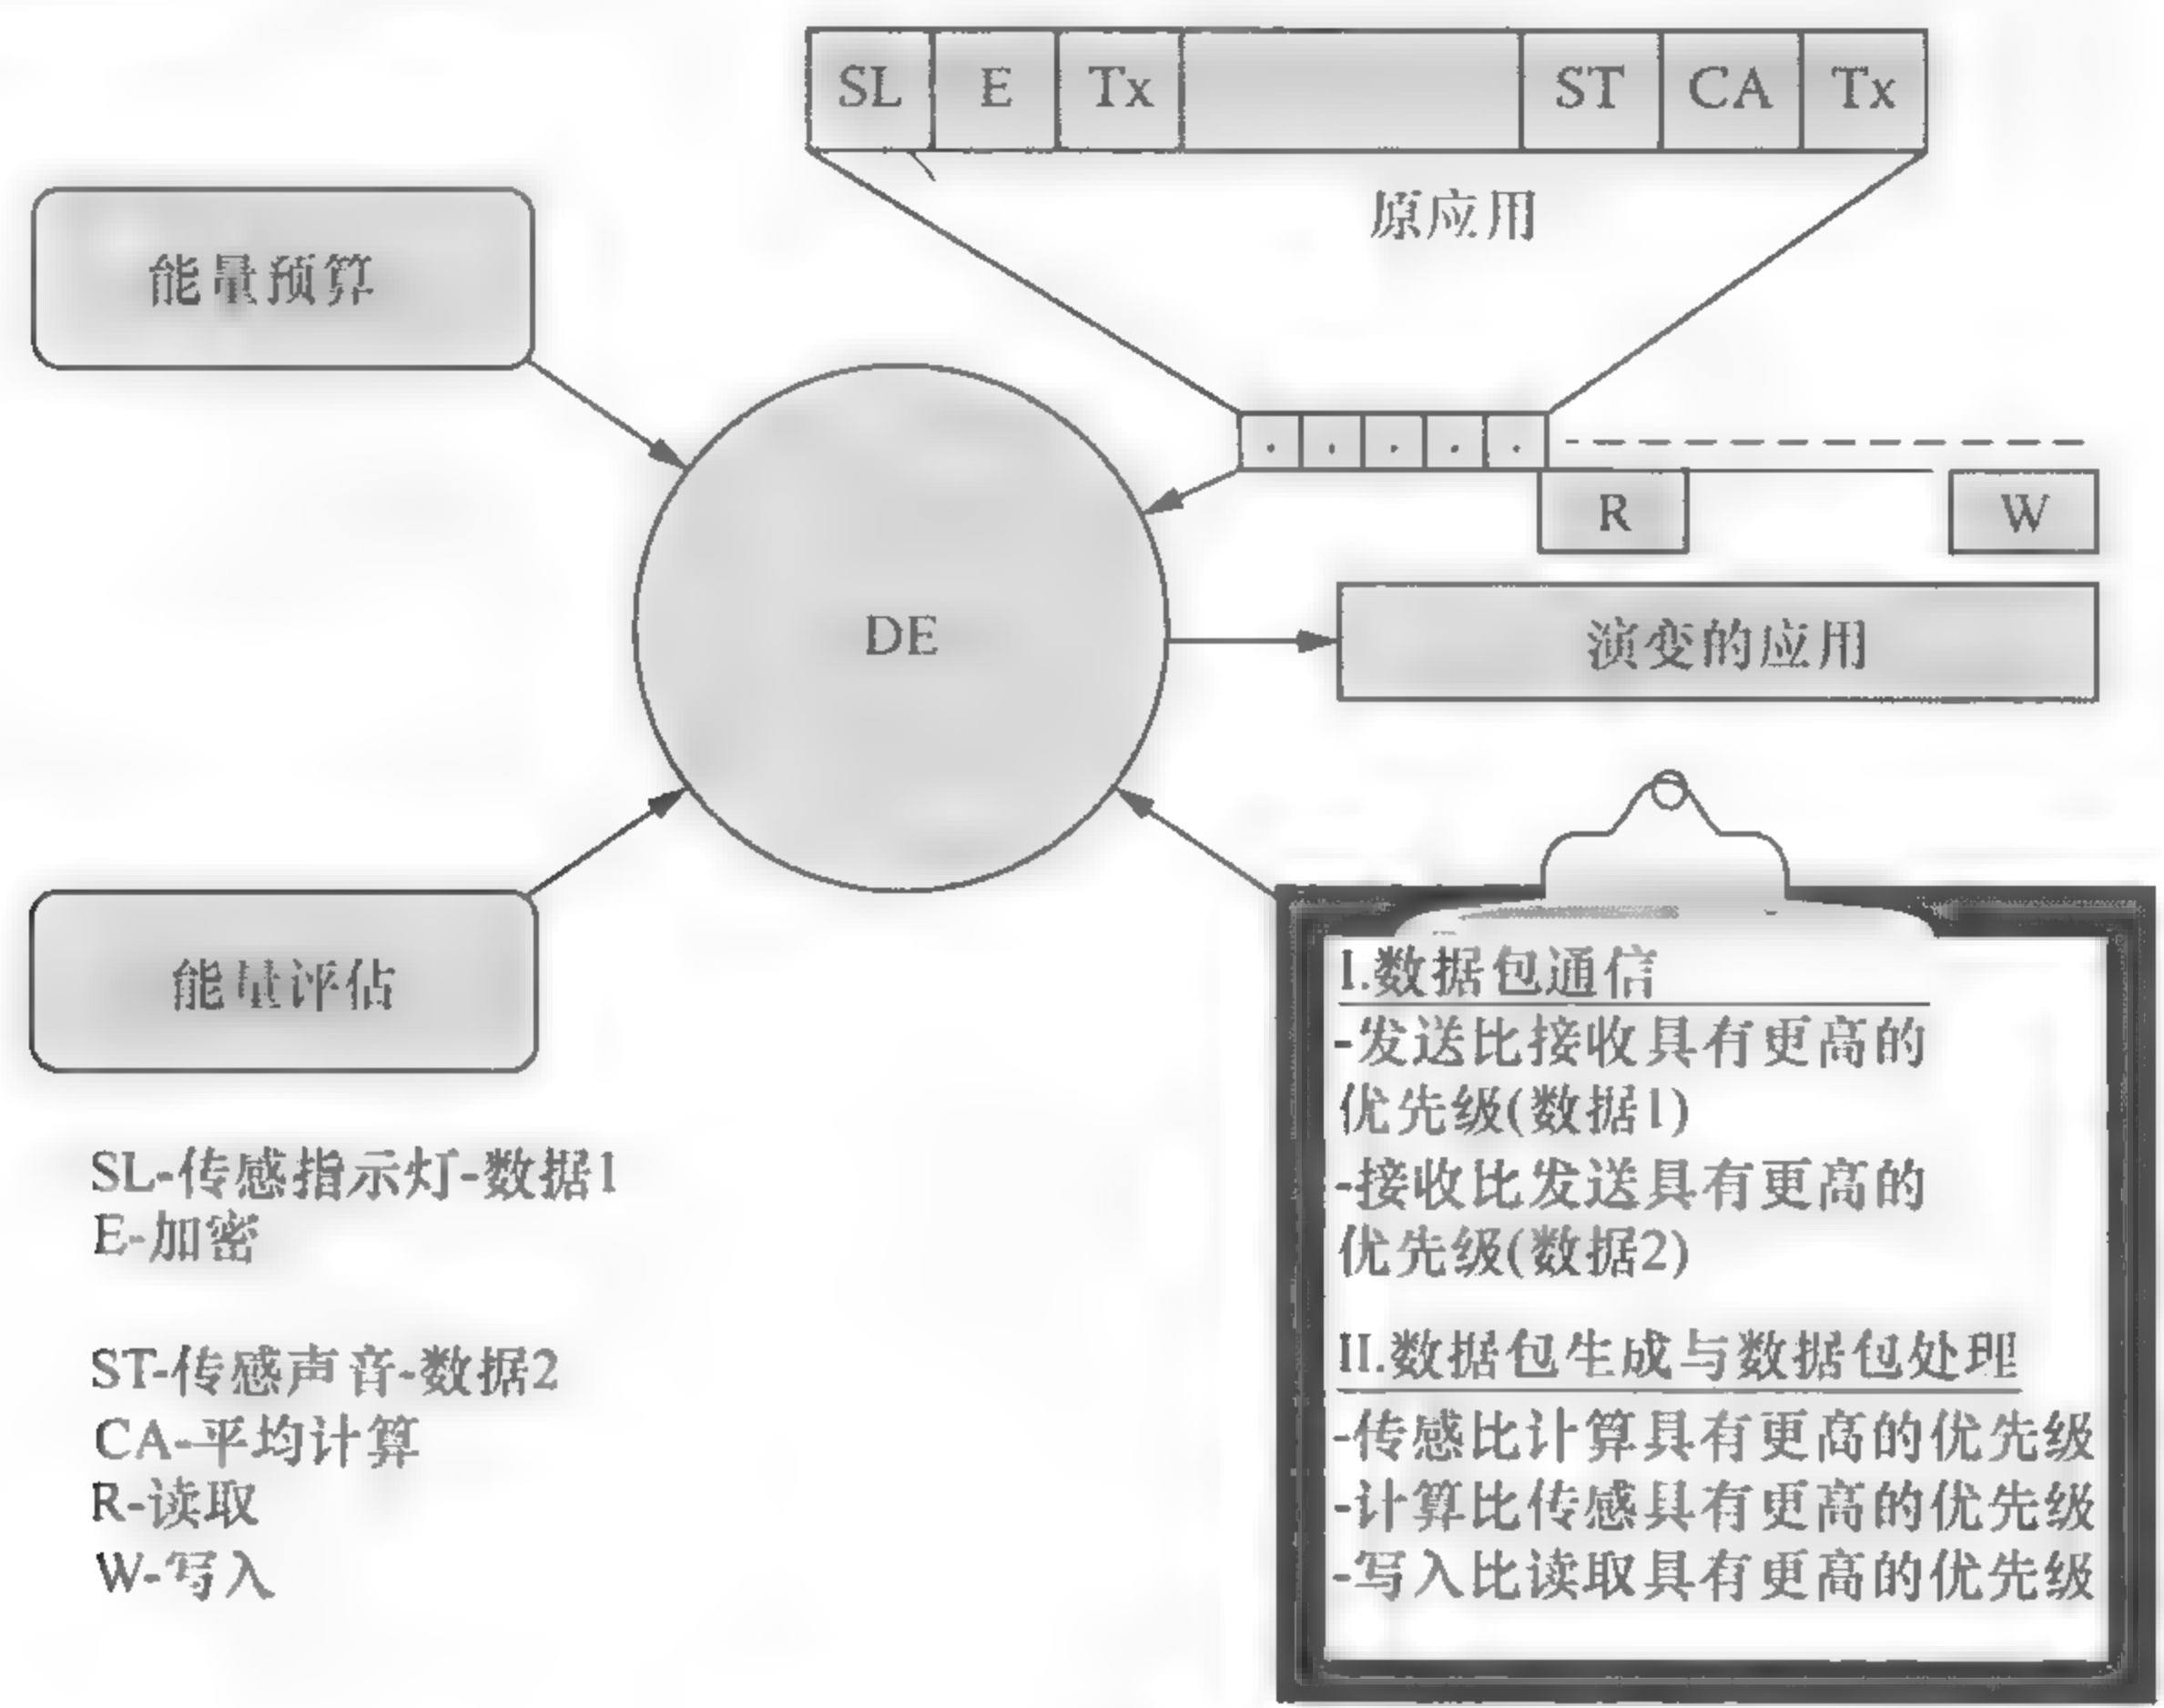 SL E Tx ST CA Tx
原应用
能量预算
R W
DE
演变的应用
能量评估
I.数据包通信
-发送比接收具有更高的
优先级(数据1)
-接收比发送具有更高的
优先级(数据2)
II.数据包生成与数据包处理
-传感比计算具有更高的优先级
-计算比传感具有更高的优先级
-写入比读取具有更高的优先级
SL-传感指示灯-数据1
E-加密
ST-传感声音-数据2
CA-平均计算
R-读取
W-写入